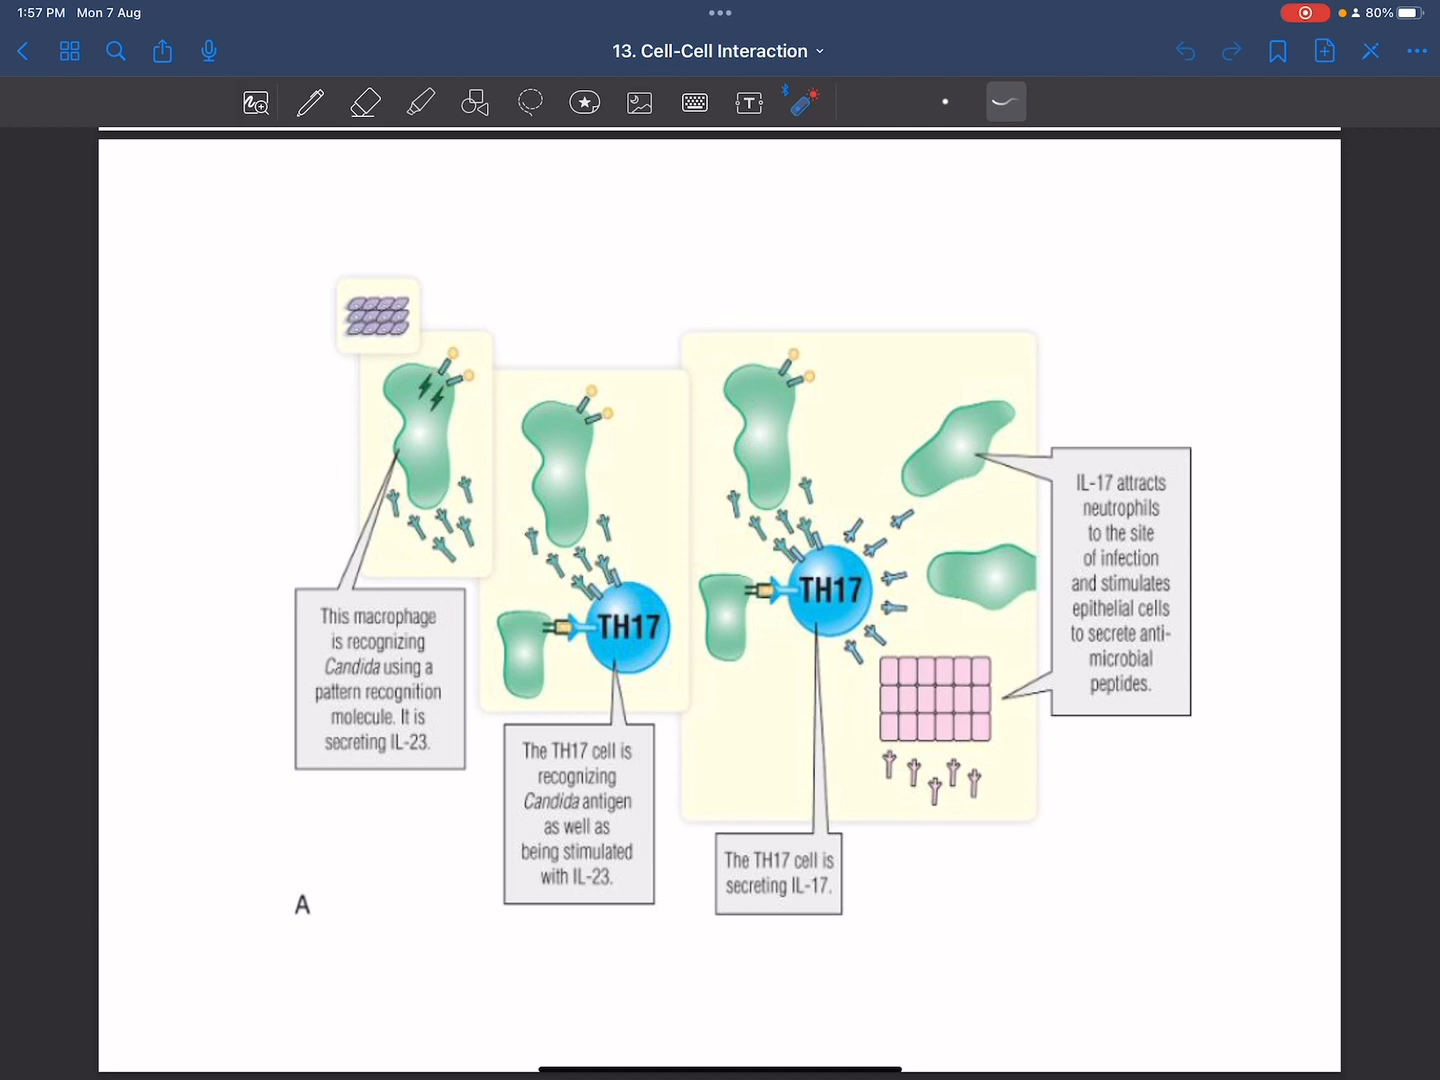 1:57 PM Mon 7 Aug
80%
13. Cell-Cell Interaction
T
This macrophage
is recognizing
Candida using a
pattern recognition
molecule. It is
secreting IL-23.
TH17
The TH17 cell is
recognizing
Candida antigen
as well as
being stimulated
with IL-23.
TH17
The TH17 cell is
secreting IL-17.
IL-17 attracts
neutrophils
to the site
of infection
and stimulates
epithelial cells
to secrete anti-
microbial
peptides.
A